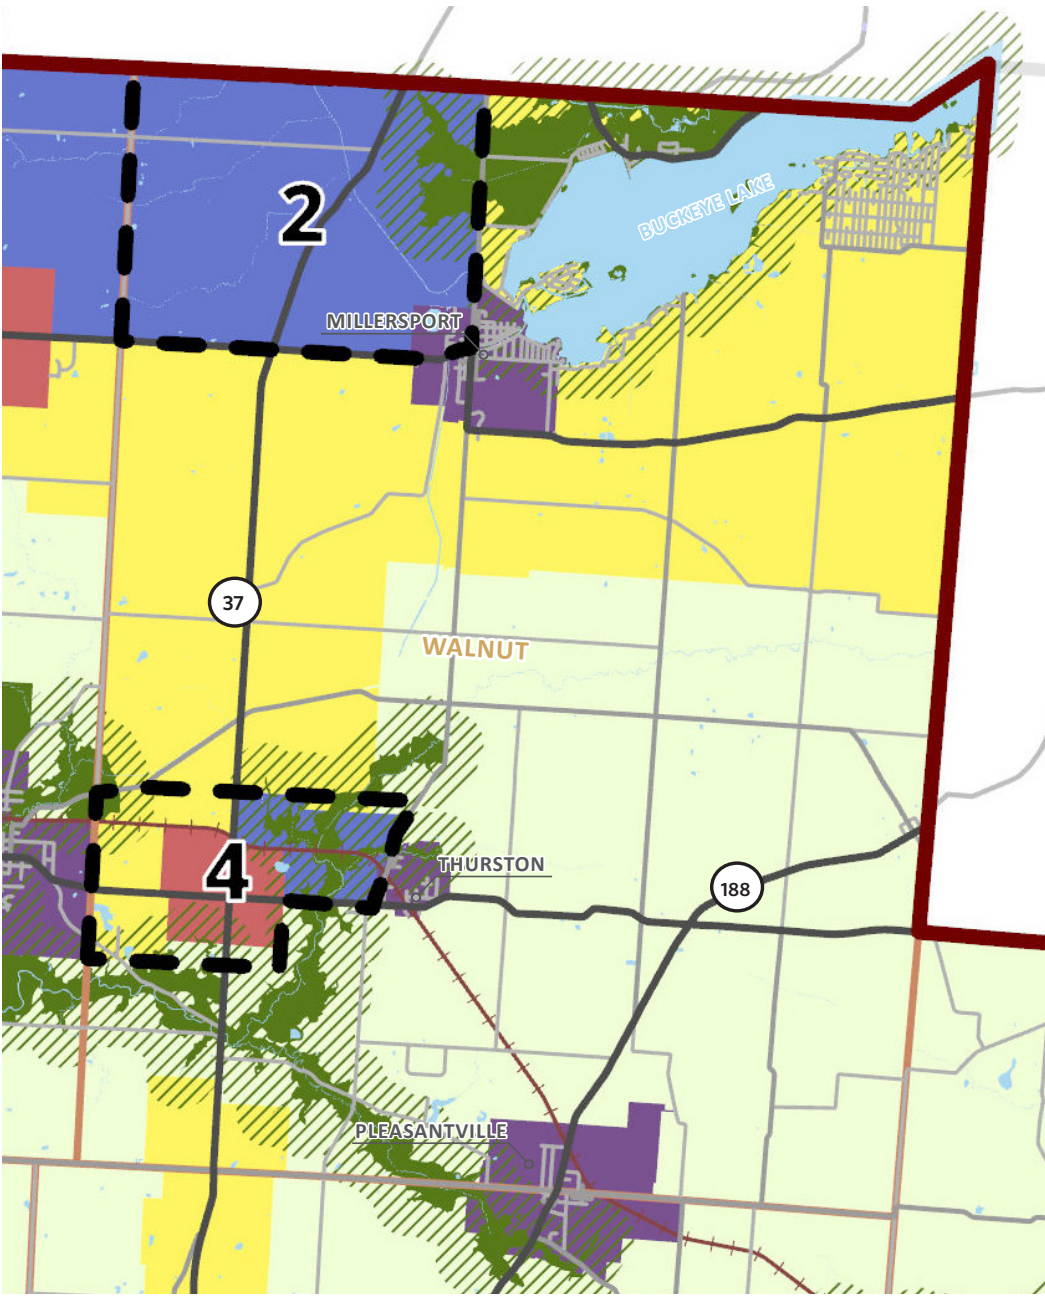 BUCKEYE LAKE
2
MILLERSPORT
37
WALNUT
4
THURSTON
188
PLEASANTVILLE